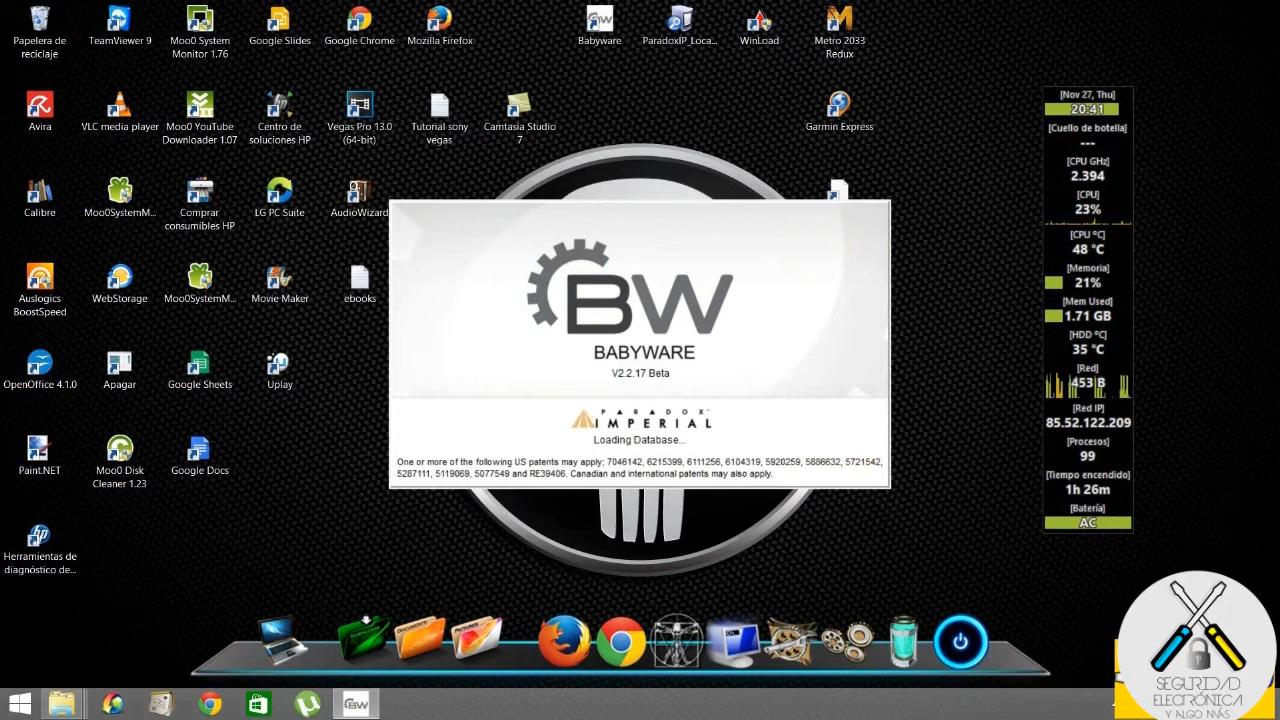 Papelera de
reciclaje
TeamViewer 9
Moo0 System
Monitor 1.76
Google Slides
Google Chrome
Mozilla Firefox
Babyware
ParadoxIP_Loca...
WinLoad
Metro 2033
Redux
Avira
VLC media player
Moo0 YouTube
Downloader 1.07
Centro de
soluciones HP
Vegas Pro 13.0
(64-bit)
Tutorial sony
vegas
Camtasia Studio
7
Garmin Express
Calibre
Moo0SystemM...
Comprar
consumibles HP
LG PC Suite
AudioWizard
Auslogics
BoostSpeed
WebStorage
Moo0SystemM...
Movie Maker
ebooks
OpenOffice 4.1.0
Apagar
Google Sheets
Uplay
Paint.NET
Moo0 Disk
Cleaner 1.23
Google Docs
Herramientas de
diagnóstico de...
BW
BABYWARE
V2.2.17 Beta
PARADOX™
IMPERIAL
Loading Database...
One or more of the following US patents may apply; 7046142, 6215399, 6111256, 6104319, 5920259, 5886632, 5721542,
5287111, 5119069, 5077549 and RE39406. Canadian and international patents may also apply.
[Nov 27, Thu]
20:41
[Cuello de botella]
---
[CPU GHz]
2.394
[CPU]
23%
[CPU °C]
48 °C
[Memoria]
21%
[Mem Used]
1.71 GB
[HDD °C]
35 °C
[Red]
453 B
[Red IP]
85.52.122.209
[Procesos]
99
[Tiempo encendido]
1h 26m
[Batería]
AC
SEGURIDAD
ELECTRÓNICA
Y ALGO MÁS